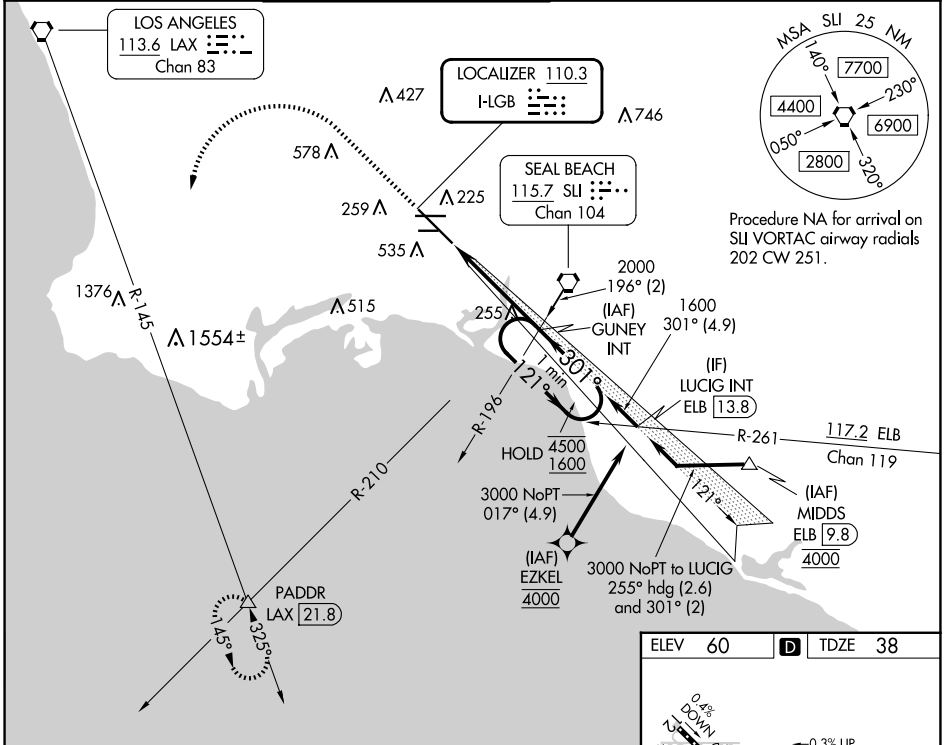 LOS ANGELES
113.6 LAX
Chan 83
LOCALIZER 110.3
I-LGB
SEAL BEACH
115.7 SLI
Chan 104
MSA SLI 25 NM
140°
7700
230°
4400
6900
050°
2800
320°
Procedure NA for arrival on
SLI VORTAC airway radials
202 CW 251.
427
746
578
259
225
535
1376
1554±
515
255
2000
196° (2)
(IAF)
GUNEY
INT
1600
301° (4.9)
(IF)
LUCIG INT
ELB 13.8
301°
1 min
121°
R-145
R-196
R-210
HOLD 4500
1600
R-261
117.2 ELB
Chan 119
121°
(IAF)
MIDDS
ELB 9.8
4000
3000 NoPT
017° (4.9)
(IAF)
EZKEL
4000
3000 NoPT to LUCIG
255° hdg (2.6)
and 301° (2)
PADDR
LAX 21.8
145°
325°
ELEV 60
D
TDZE 38
0.4%
DOWN
12
0.3% UP